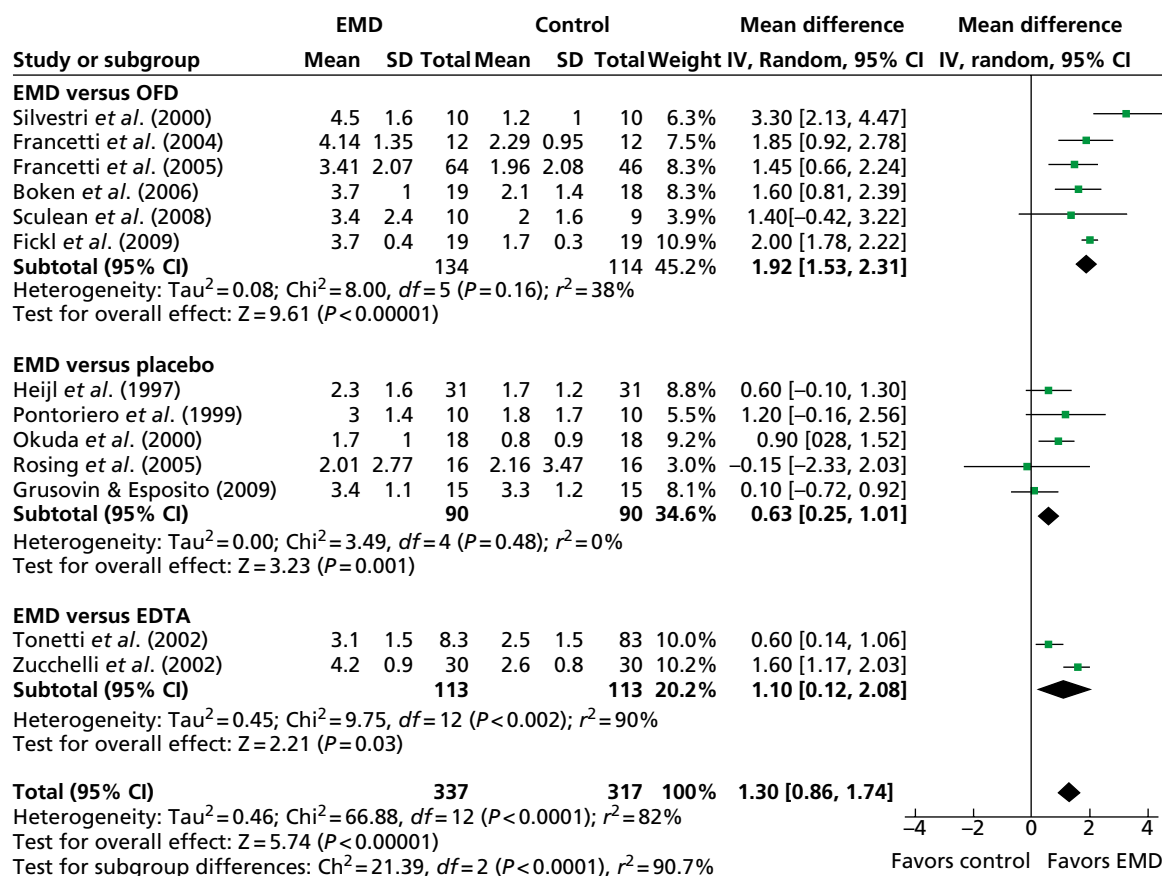 EMD Control Mean difference Mean difference
Study or subgroup Mean SD Total Mean SD Total Weight IV, Random, 95% CI IV, random, 95% CI
EMD versus OFD
Silvestri et al. (2000) 4.5 1.6 10 1.2 1 10 6.3% 3.30 [2.13, 4.47]
Francetti et al. (2004) 4.14 1.35 12 2.29 0.95 12 7.5% 1.85 [0.92, 2.78]
Francetti et al. (2005) 3.41 2.07 64 1.96 2.08 46 8.3% 1.45 [0.66, 2.24]
Boken et al. (2006) 3.7 1 19 2.1 1.4 18 8.3% 1.60 [0.81, 2.39]
Sculean et al. (2008) 3.4 2.4 10 2 1.6 9 3.9% 1.40[−0.42, 3.22]
Fickl et al. (2009) 3.7 0.4 19 1.7 0.3 19 10.9% 2.00 [1.78, 2.22]
Subtotal (95% CI) 134 114 45.2% 1.92 [1.53, 2.31]
Heterogeneity: Tau²=0.08; Chi²=8.00, df=5 (P=0.16); r²=38%
Test for overall effect: Z=9.61 (P<0.00001)
EMD versus placebo
Heijl et al. (1997) 2.3 1.6 31 1.7 1.2 31 8.8% 0.60 [−0.10, 1.30]
Pontoriero et al. (1999) 3 1.4 10 1.8 1.7 10 5.5% 1.20 [−0.16, 2.56]
Okuda et al. (2000) 1.7 1 18 0.8 0.9 18 9.2% 0.90 [028, 1.52]
Rosing et al. (2005) 2.01 2.77 16 2.16 3.47 16 3.0% −0.15 [−2.33, 2.03]
Grusovin & Esposito (2009) 3.4 1.1 15 3.3 1.2 15 8.1% 0.10 [−0.72, 0.92]
Subtotal (95% CI) 90 90 34.6% 0.63 [0.25, 1.01]
Heterogeneity: Tau²=0.00; Chi²=3.49, df=4 (P=0.48); r²=0%
Test for overall effect: Z=3.23 (P=0.001)
EMD versus EDTA
Tonetti et al. (2002) 3.1 1.5 8.3 2.5 1.5 83 10.0% 0.60 [0.14, 1.06]
Zucchelli et al. (2002) 4.2 0.9 30 2.6 0.8 30 10.2% 1.60 [1.17, 2.03]
Subtotal (95% CI) 113 113 20.2% 1.10 [0.12, 2.08]
Heterogeneity: Tau²=0.45; Chi²=9.75, df=12 (P<0.002); r²=90%
Test for overall effect: Z=2.21 (P=0.03)
Total (95% CI) 337 317 100% 1.30 [0.86, 1.74]
Heterogeneity: Tau²=0.46; Chi²=66.88, df=12 (P<0.0001); r²=82%
Test for overall effect: Z=5.74 (P<0.00001)
Test for subgroup differences: Ch²=21.39, df=2 (P<0.0001), r²=90.7%
−4 −2 0 2 4
Favors control Favors EMD